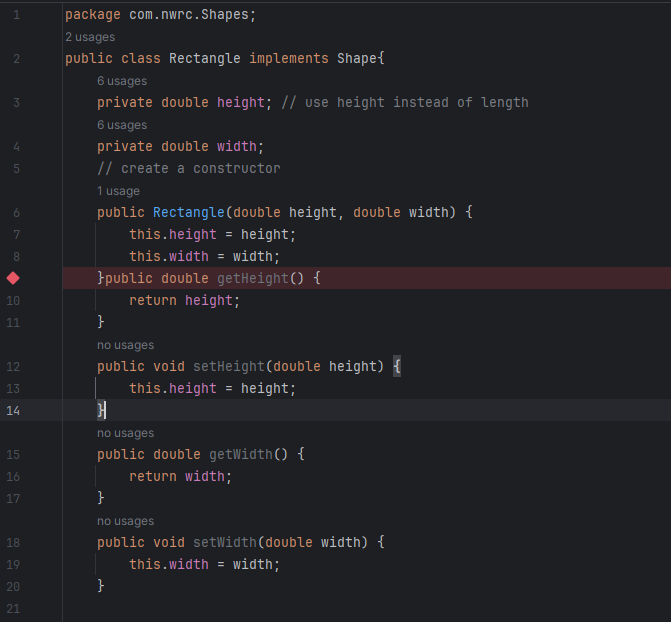 1 package com.nwrc.Shapes;
2 usages
2 public class Rectangle implements Shape{
6 usages
3 private double height; // use height instead of length
6 usages
4 private double width;
5 // create a constructor
1 usage
6 public Rectangle(double height, double width) {
7 this.height = height;
8 this.width = width;
}public double getHeight() {
10 return height;
11 }
no usages
12 public void setHeight(double height) {
13 this.height = height;
14 }
no usages
15 public double getWidth() {
16 return width;
17 }
no usages
18 public void setWidth(double width) {
19 this.width = width;
20 }
21